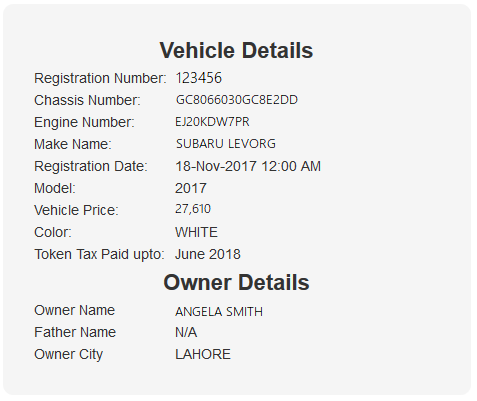 Vehicle Details
Registration Number: 123456
Chassis Number: GC8066030GC8E2DD
Engine Number: EJ20KDW7PR
Make Name: SUBARU LEVORG
Registration Date: 18-Nov-2017 12:00 AM
Model: 2017
Vehicle Price: 27,610
Color: WHITE
Token Tax Paid upto: June 2018
Owner Details
Owner Name ANGELA SMITH
Father Name N/A
Owner City LAHORE